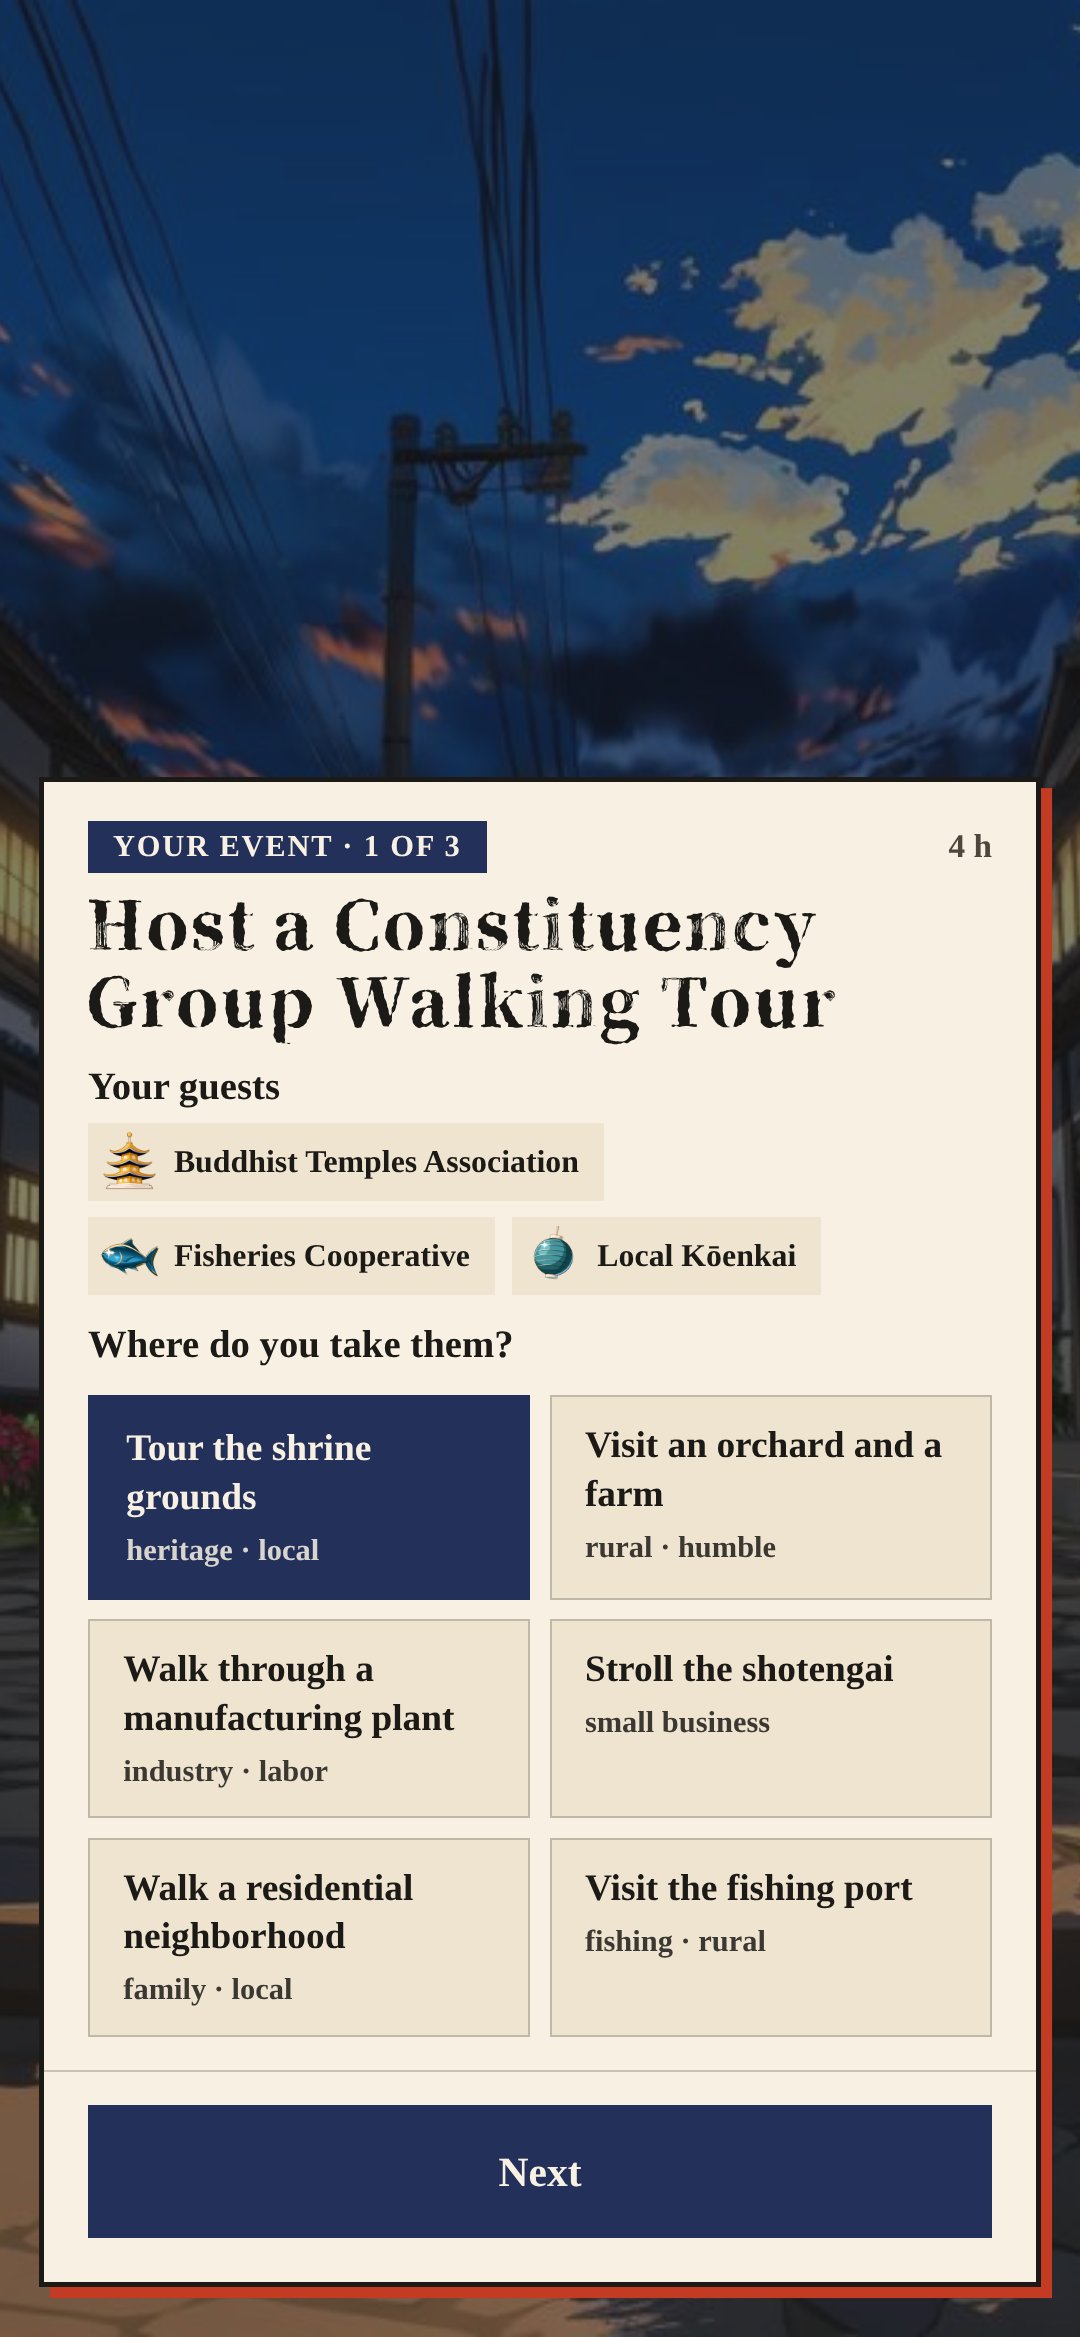 YOUR EVENT · 1 OF 3
4 h
Host a Constituency
Group Walking Tour
Your guests
Buddhist Temples Association
Fisheries Cooperative
Local Kōenkai
Where do you take them?
Tour the shrine
grounds
heritage · local
Visit an orchard and a
farm
rural · humble
Walk through a
manufacturing plant
industry · labor
Stroll the shotengai
small business
Walk a residential
neighborhood
family · local
Visit the fishing port
fishing · rural
Next